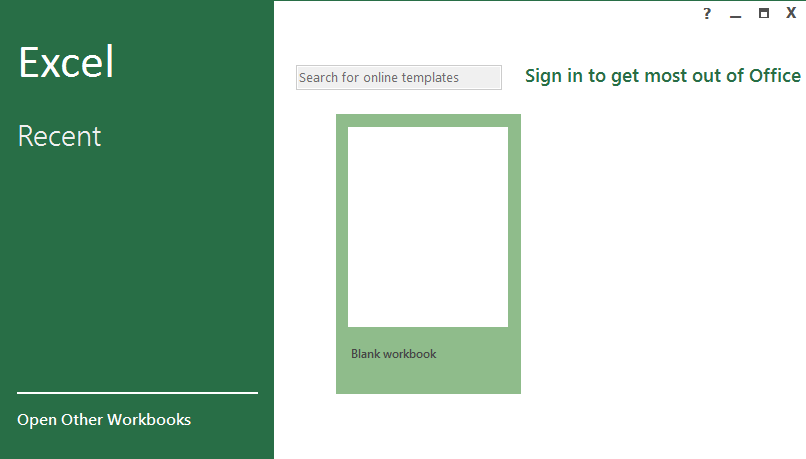 Excel
Recent
Open Other Workbooks
? X
Search for online templates
Sign in to get most out of Office
Blank workbook